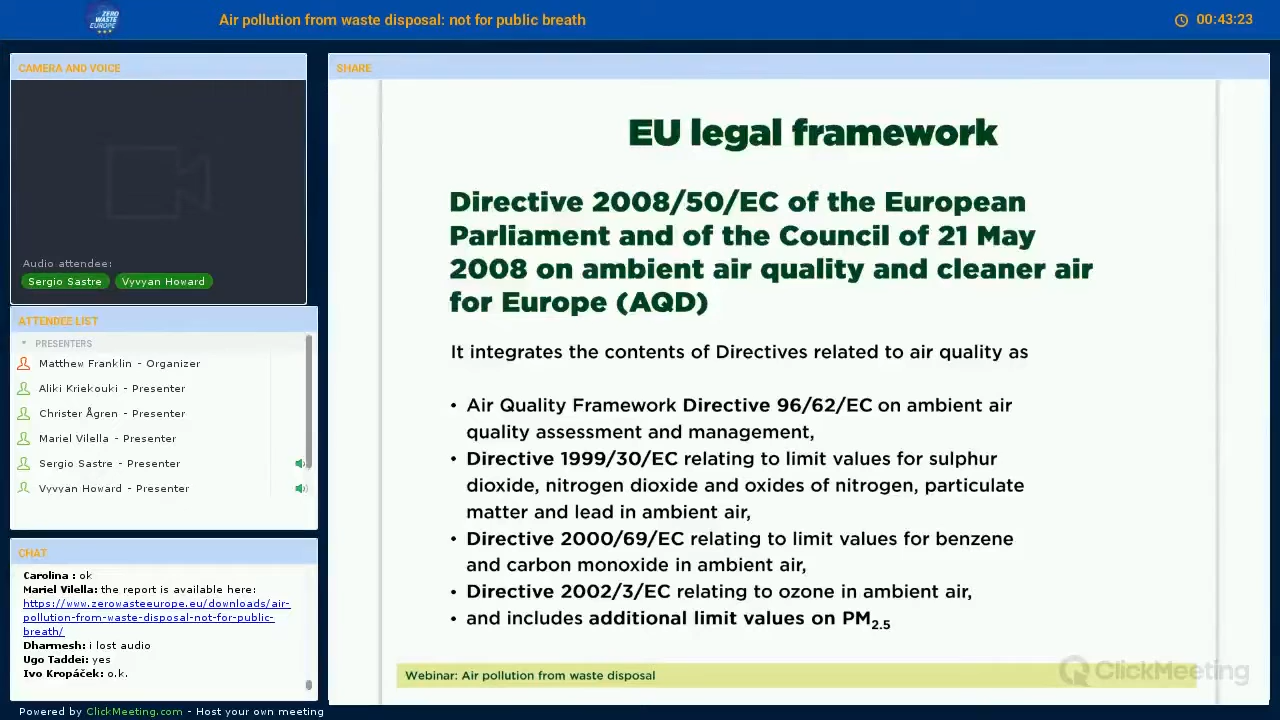 ZERO WASTE EUROPE
Air pollution from waste disposal: not for public breath
00:43:23
CAMERA AND VOICE
Audio attendee:
Sergio Sastre Vyvyan Howard
ATTENDEE LIST
PRESENTERS
Matthew Franklin - Organizer
Aliki Kriekouki - Presenter
Christer Ågren - Presenter
Mariel Vilella - Presenter
Sergio Sastre - Presenter
Vyvyan Howard - Presenter
CHAT
Carolina : ok
Mariel Vilella: the report is available here:
https://www.zerowasteeurope.eu/downloads/air-
pollution-from-waste-disposal-not-for-public-
breath/
Dharmesh: i lost audio
Ugo Taddei: yes
Ivo Kropáček: o.k.
SHARE
EU legal framework
Directive 2008/50/EC of the European
Parliament and of the Council of 21 May
2008 on ambient air quality and cleaner air
for Europe (AQD)
It integrates the contents of Directives related to air quality as
• Air Quality Framework Directive 96/62/EC on ambient air
quality assessment and management,
• Directive 1999/30/EC relating to limit values for sulphur
dioxide, nitrogen dioxide and oxides of nitrogen, particulate
matter and lead in ambient air,
• Directive 2000/69/EC relating to limit values for benzene
and carbon monoxide in ambient air,
• Directive 2002/3/EC relating to ozone in ambient air,
• and includes additional limit values on PM2.5
Webinar: Air pollution from waste disposal
ClickMeeting
Powered by ClickMeeting.com - Host your own meeting